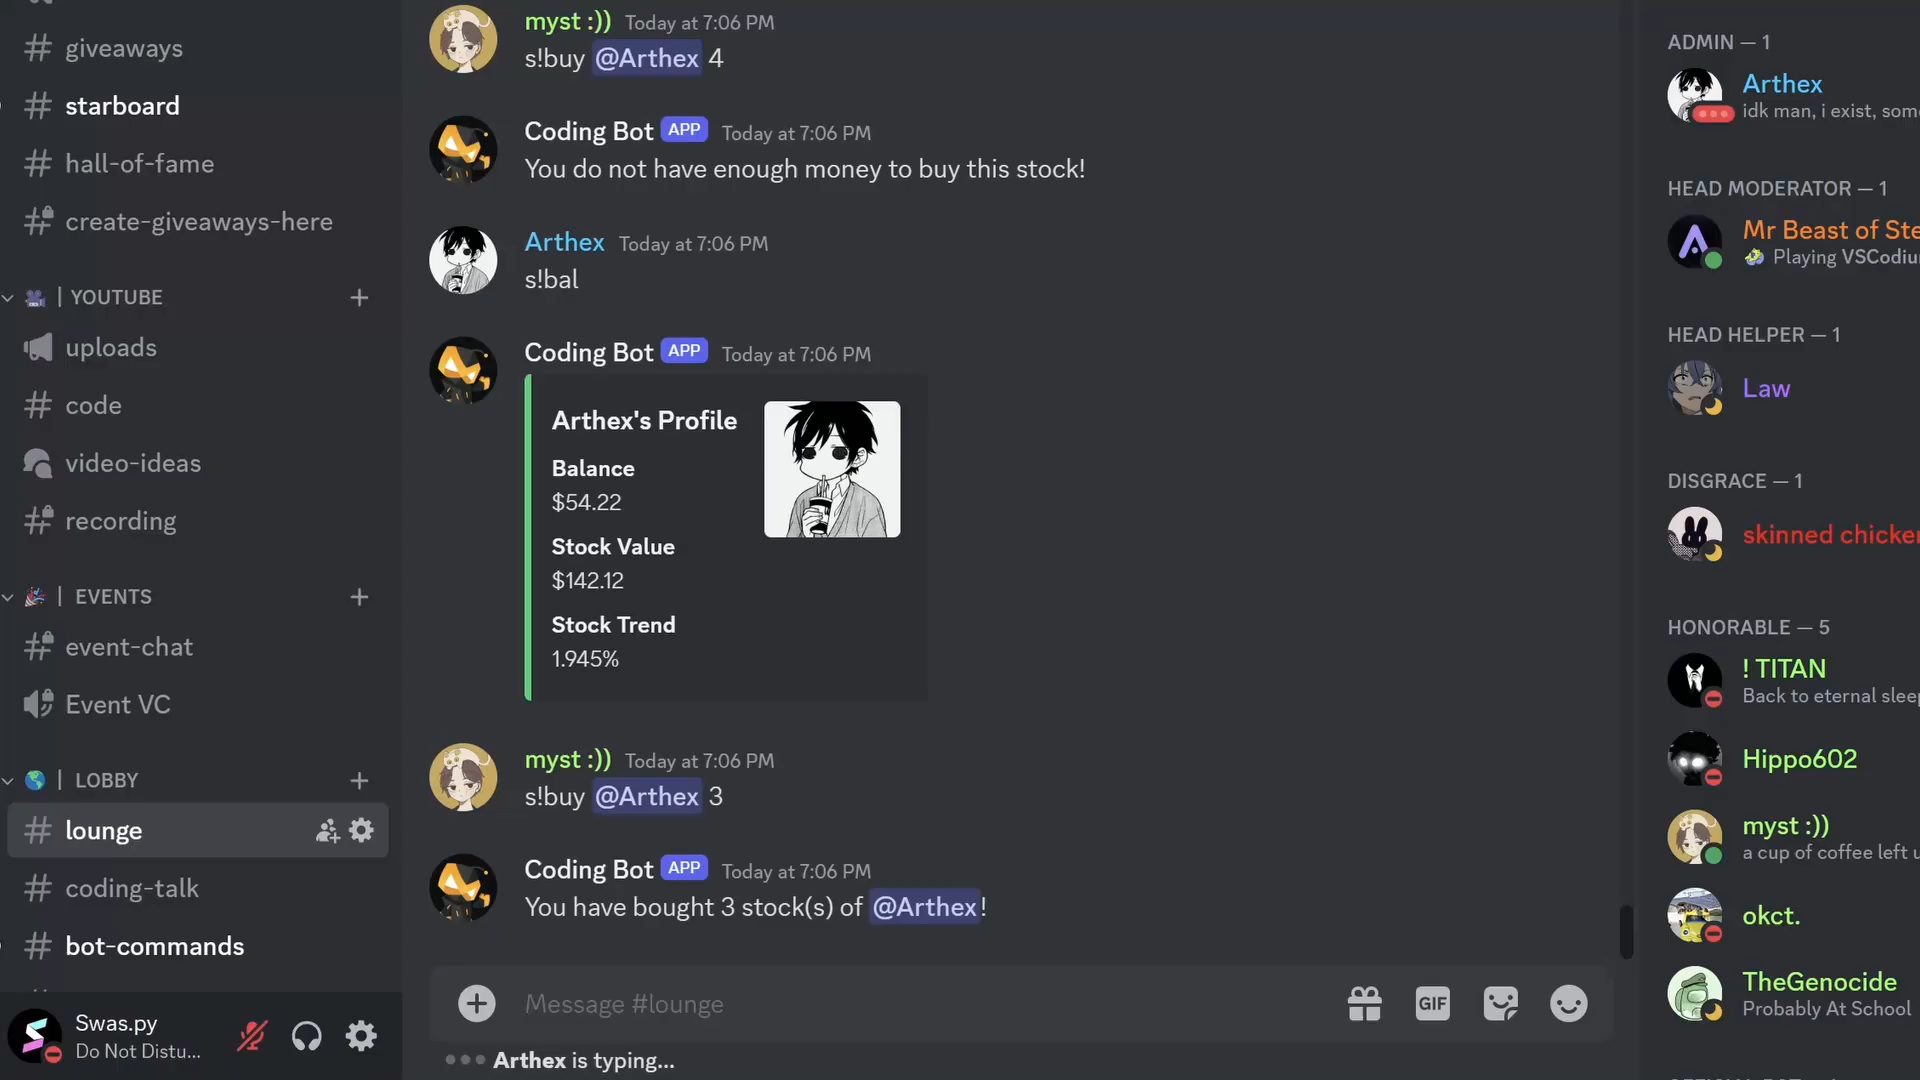 giveaways
starboard
hall-of-fame
create-giveaways-here
| YOUTUBE
uploads
code
video-ideas
recording
| EVENTS
event-chat
Event VC
| LOBBY
lounge
coding-talk
bot-commands
Swas.py
Do Not Distu...
myst :)) Today at 7:06 PM
s!buy @Arthex 4
Coding Bot APP Today at 7:06 PM
You do not have enough money to buy this stock!
Arthex Today at 7:06 PM
s!bal
Coding Bot APP Today at 7:06 PM
Arthex's Profile
Balance
$54.22
Stock Value
$142.12
Stock Trend
1.945%
myst :)) Today at 7:06 PM
s!buy @Arthex 3
Coding Bot APP Today at 7:06 PM
You have bought 3 stock(s) of @Arthex!
Message #lounge
GIF
Arthex is typing...
ADMIN — 1
Arthex
idk man, i exist, som
HEAD MODERATOR — 1
Mr Beast of Ste
Playing VSCodiu
HEAD HELPER — 1
Law
DISGRACE — 1
skinned chicke
HONORABLE — 5
! TITAN
Back to eternal slee
Hippo602
myst :))
a cup of coffee left u
okct.
TheGenocide
Probably At School